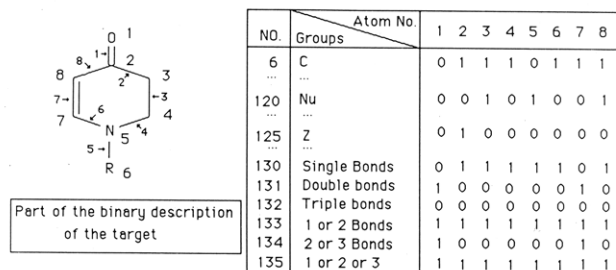 O 1
1→
8 2
8 3
2→
7→ ←3
6 4
7 N 5 4
5→
R 6
Part of the binary description
of the target
Atom No.
NO. Groups 1 2 3 4 5 6 7 8
6 C 0 1 1 1 0 1 1 1
... ...
120 Nu 0 0 1 0 1 0 0 1
... ...
125 Z 0 1 0 0 0 0 0 0
... ...
130 Single Bonds 0 1 1 1 1 1 0 1
131 Double bonds 1 0 0 0 0 0 1 0
132 Triple bonds 0 0 0 0 0 0 0 0
133 1 or 2 Bonds 1 1 1 1 1 1 1 1
134 2 or 3 Bonds 1 0 0 0 0 0 1 0
135 1 or 2 or 3 1 1 1 1 1 1 1 1